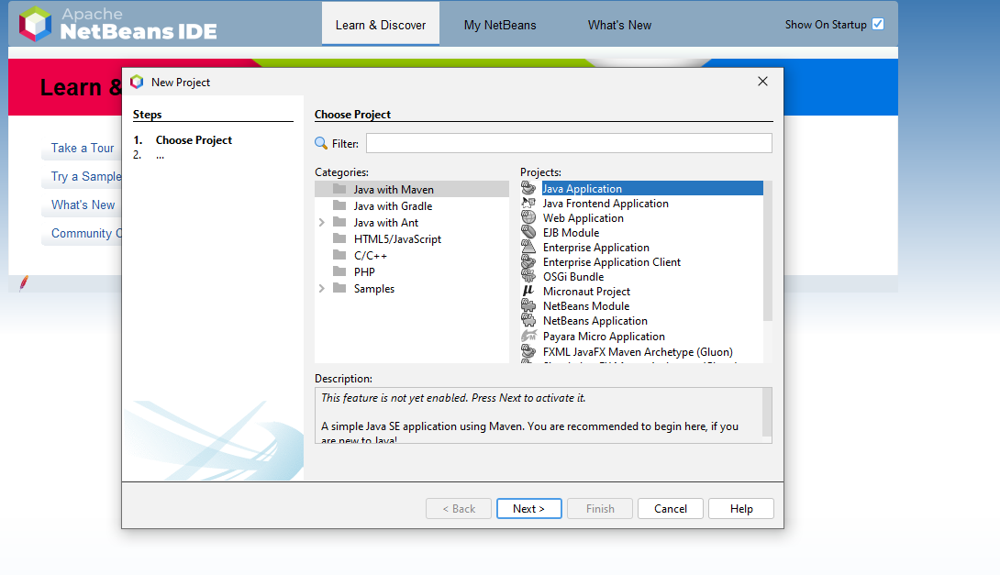 Apache
NetBeans IDE
Learn & Discover
My NetBeans
What's New
Show On Startup
Learn &
Take a Tour
Try a Sample
What's New
Community
New Project
Steps
1. Choose Project
2. ...
Choose Project
Filter:
Categories:
Java with Maven
Java with Gradle
Java with Ant
HTML5/JavaScript
C/C++
PHP
Samples
Projects:
Java Application
Java Frontend Application
Web Application
EJB Module
Enterprise Application
Enterprise Application Client
OSGi Bundle
Micronaut Project
NetBeans Module
NetBeans Application
Payara Micro Application
FXML JavaFX Maven Archetype (Gluon)
Description:
This feature is not yet enabled. Press Next to activate it.
A simple Java SE application using Maven. You are recommended to begin here, if you
are new to Java!
< Back
Next >
Finish
Cancel
Help